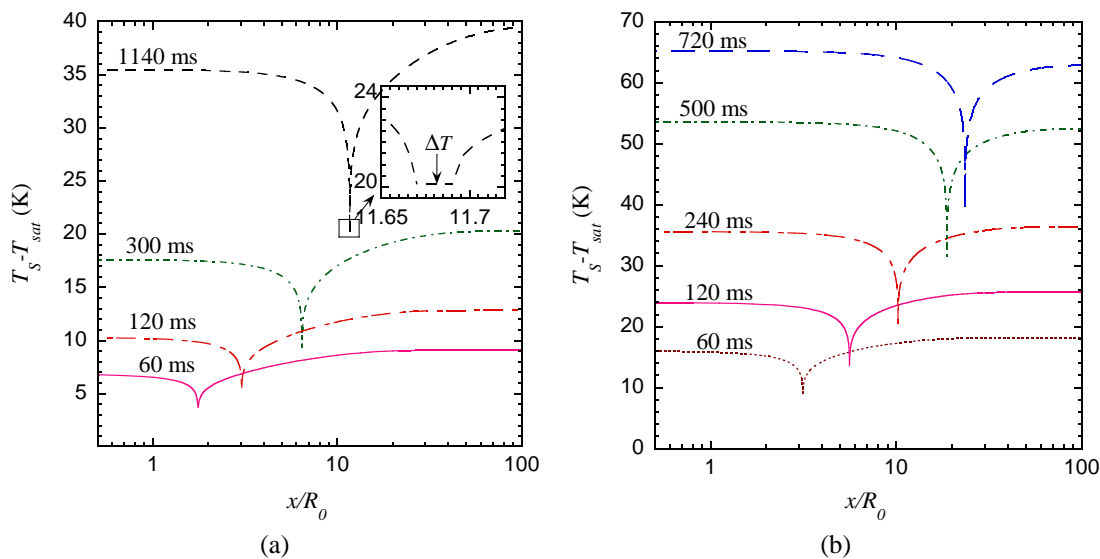 40
35
30
25
20
15
10
5
1140 ms
300 ms
120 ms
60 ms
24
20
ΔT
11.65
11.7
1
10
100
T_S-T_sat (K)
x/R_0
(a)
70
60
50
40
30
20
10
0
720 ms
500 ms
240 ms
120 ms
60 ms
1
10
100
T_S-T_sat (K)
x/R_0
(b)